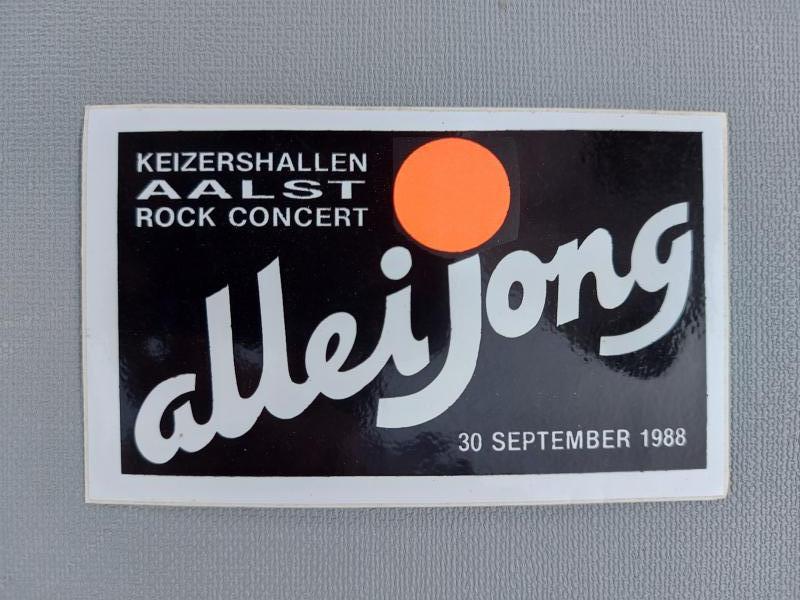 KEIZERSHALLEN
AALST
ROCK CONCERT
allei jong
30 SEPTEMBER 1988